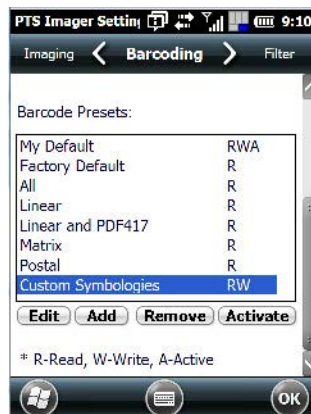 PTS Imager Setting 9:10
Imaging Barcoding Filter
Barcode Presets:
My Default RWA
Factory Default R
All R
Linear R
Linear and PDF417 R
Matrix R
Postal R
Custom Symbologies RW
Edit Add Remove Activate
* R-Read, W-Write, A-Active
OK